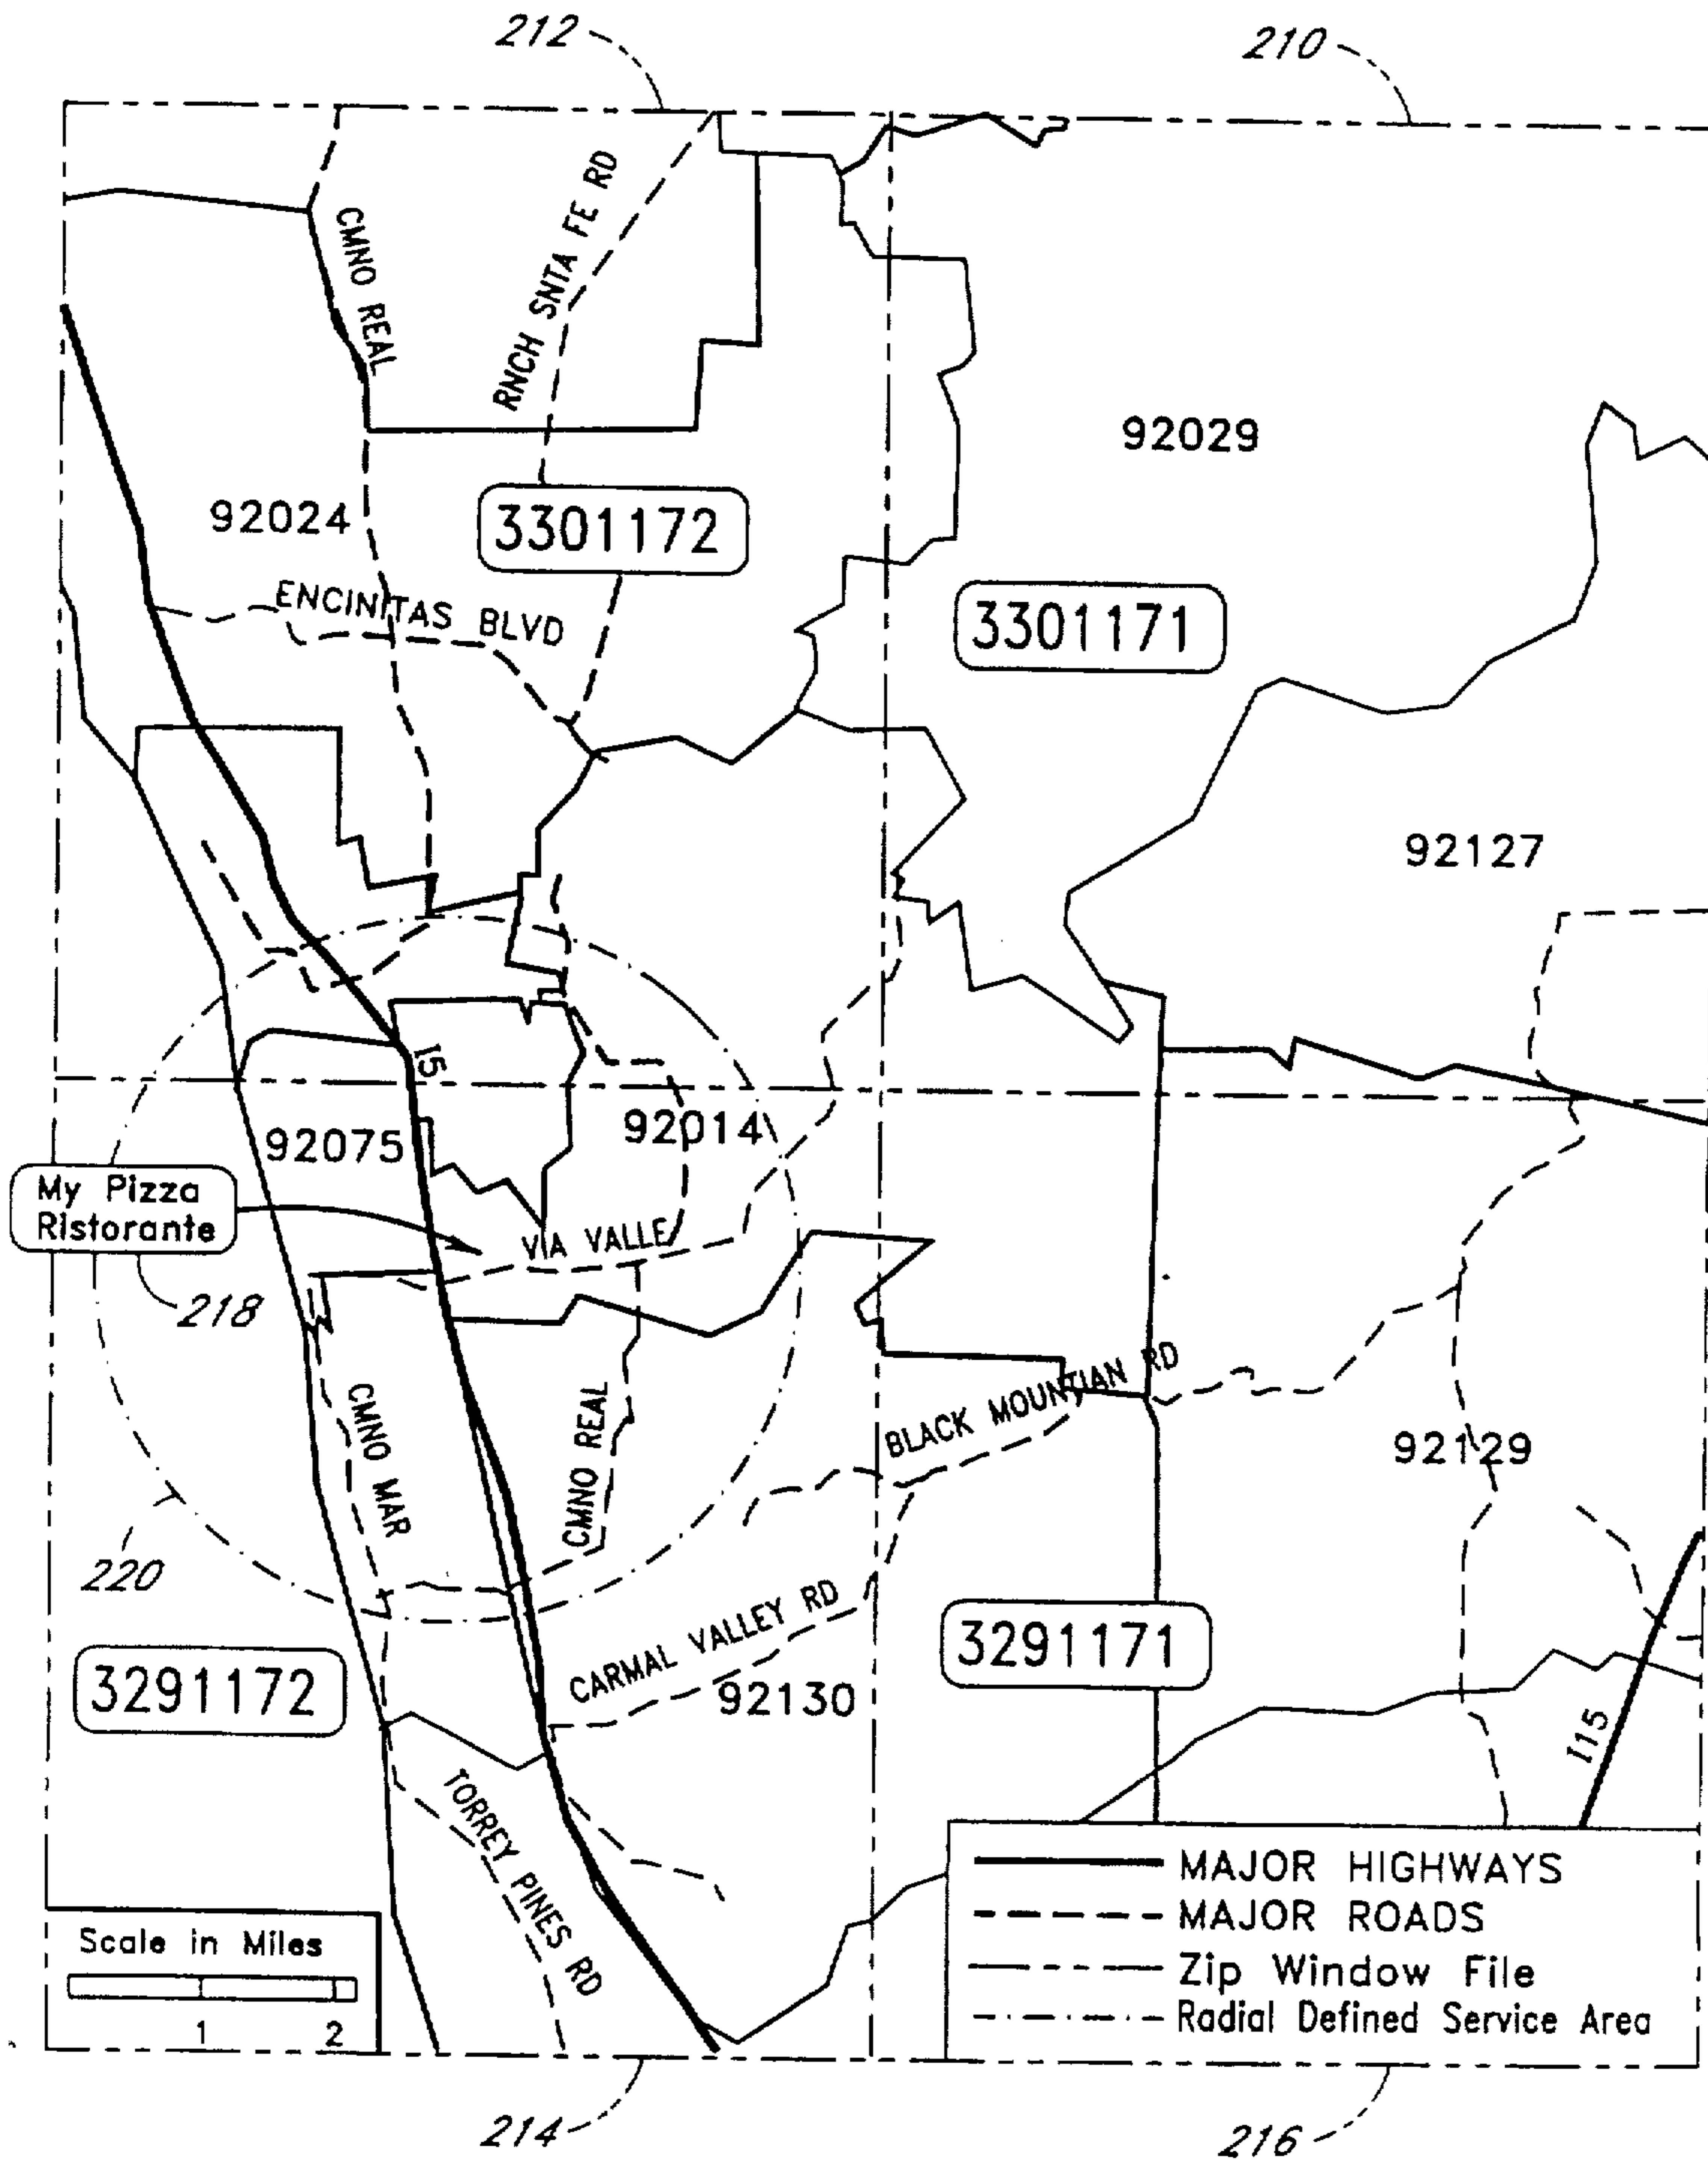 212
210
CMNO REAL
RNCH SNTA FE RD
92029
92024
3301172
ENCINITAS BLVD
3301171
92127
I5
92075
92014
My Pizza
Ristorante
VIA VALLE
218
BLACK MOUNTIAN RD
CMNO MAR
CMNO REAL
92129
220
CARMAL VALLEY RD
3291171
3291172
92130
I15
TORREY PINES RD
MAJOR HIGHWAYS
MAJOR ROADS
Zip Window File
Radial Defined Service Area
Scale in Miles
1 2
214
216